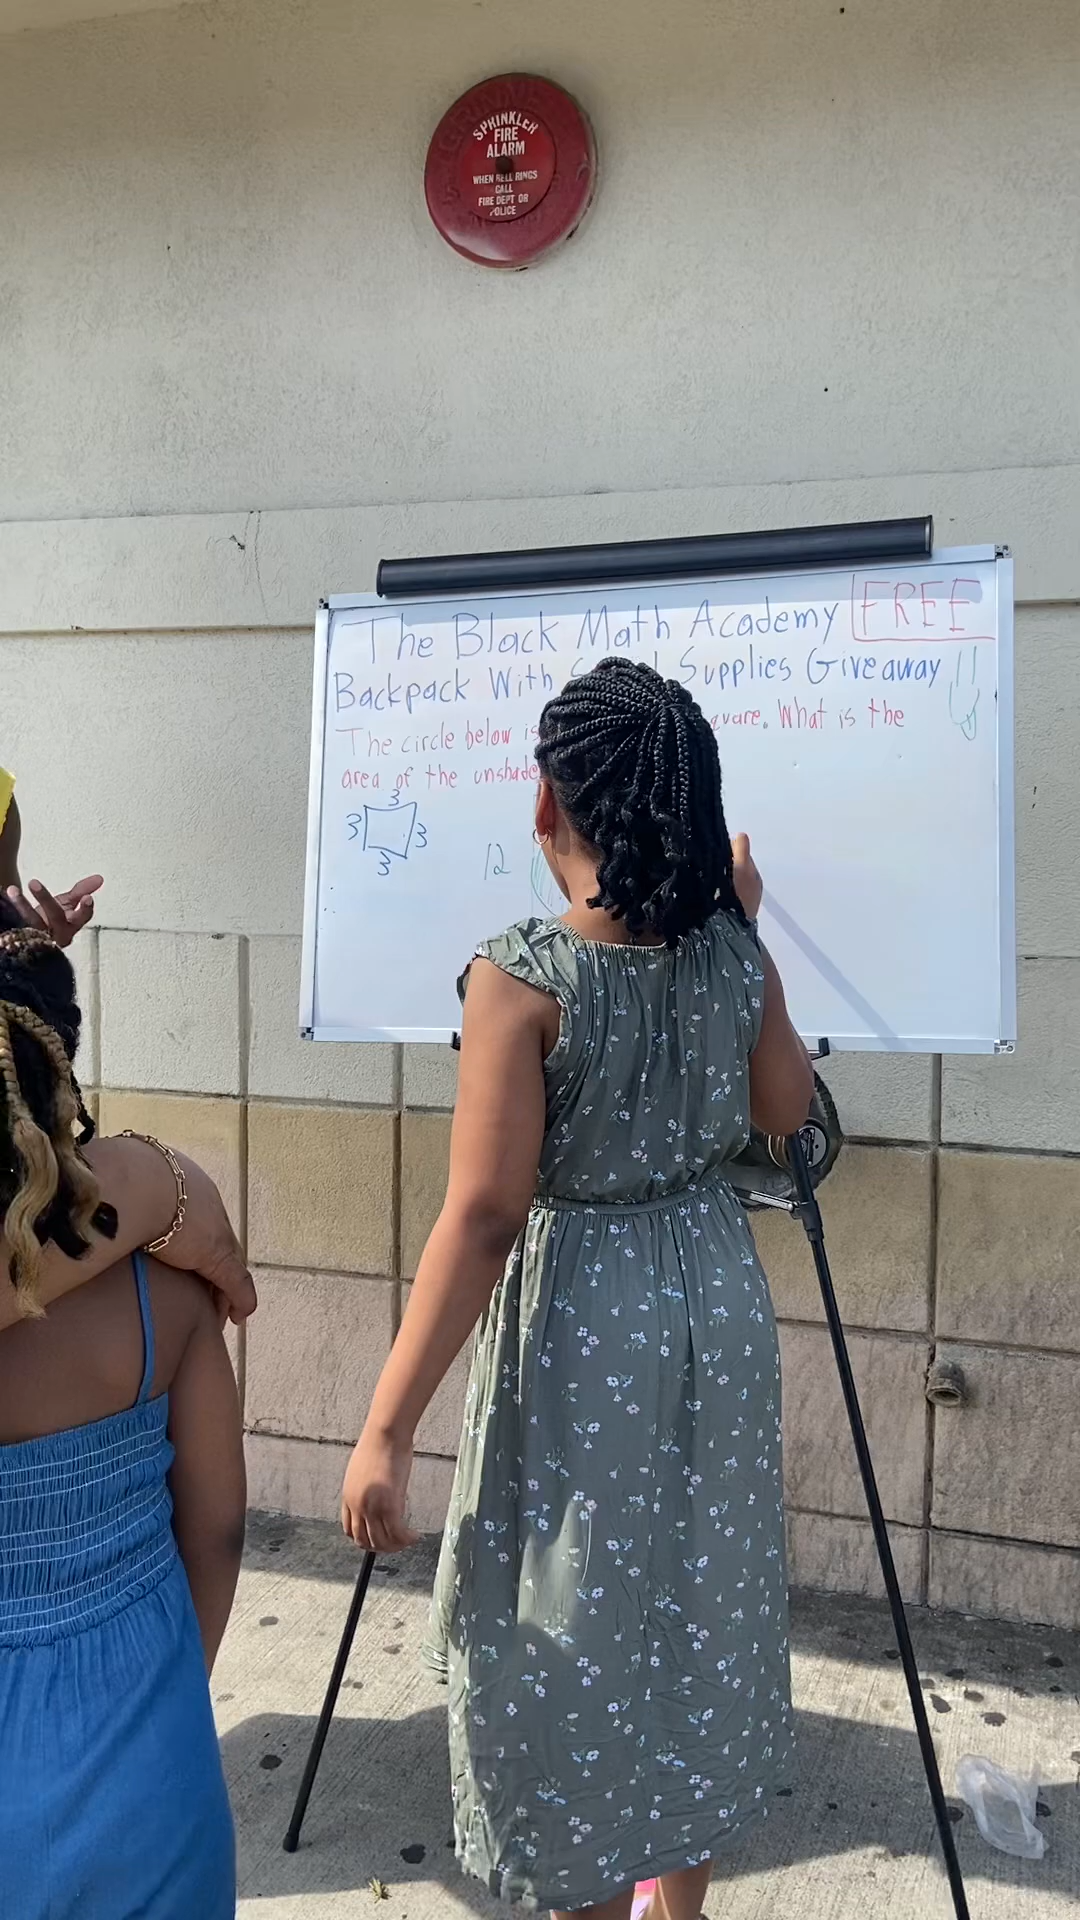 SPRINKLER
FIRE
ALARM
WHEN BELL RINGS
CALL
FIRE DEPT OR
POLICE
The Black Math Academy FREE
Backpack With Supplies Giveaway !!
The circle below is What is the
area of the
3
3 3
3
12